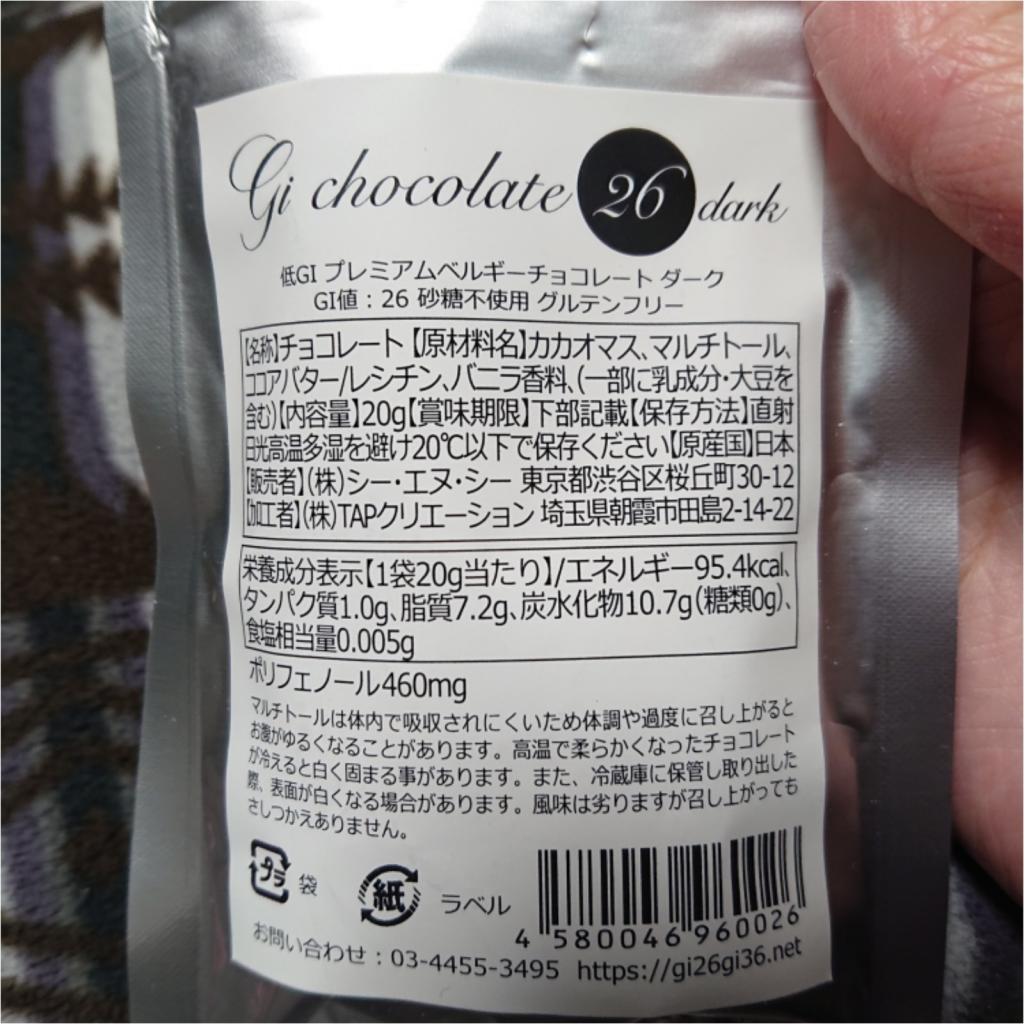 Gi chocolate 26 dark
低GI プレミアムベルギーチョコレート ダーク
GI値：26 砂糖不使用 グルテンフリー
【名称】チョコレート【原材料名】カカオマス、マルチトール、
ココアバター/レシチン、バニラ香料、(一部に乳成分・大豆を
含む)【内容量】20g【賞味期限】下部記載【保存方法】直射
日光高温多湿を避け20℃以下で保存ください【原産国】日本
【販売者】(株)シー・エヌ・シー 東京都渋谷区桜丘町30-12
【加工者】(株)TAPクリエーション 埼玉県朝霞市田島2-14-22
栄養成分表示【1袋20g当たり】/エネルギー95.4kcal、
タンパク質1.0g、脂質7.2g、炭水化物10.7g(糖類0g)、
食塩相当量0.005g
ポリフェノール460mg
マルチトールは体内で吸収されにくいため体調や過度に召し上がると
お腹がゆるくなることがあります。高温で柔らかくなったチョコレート
が冷えると白く固まる事があります。また、冷蔵庫に保管し取り出した
際、表面が白くなる場合があります。風味は劣りますが召し上がっても
さしつかえありません。
プラ 袋 紙 ラベル
4 580046 960026
お問い合わせ：03-4455-3495 https://gi26gi36.net